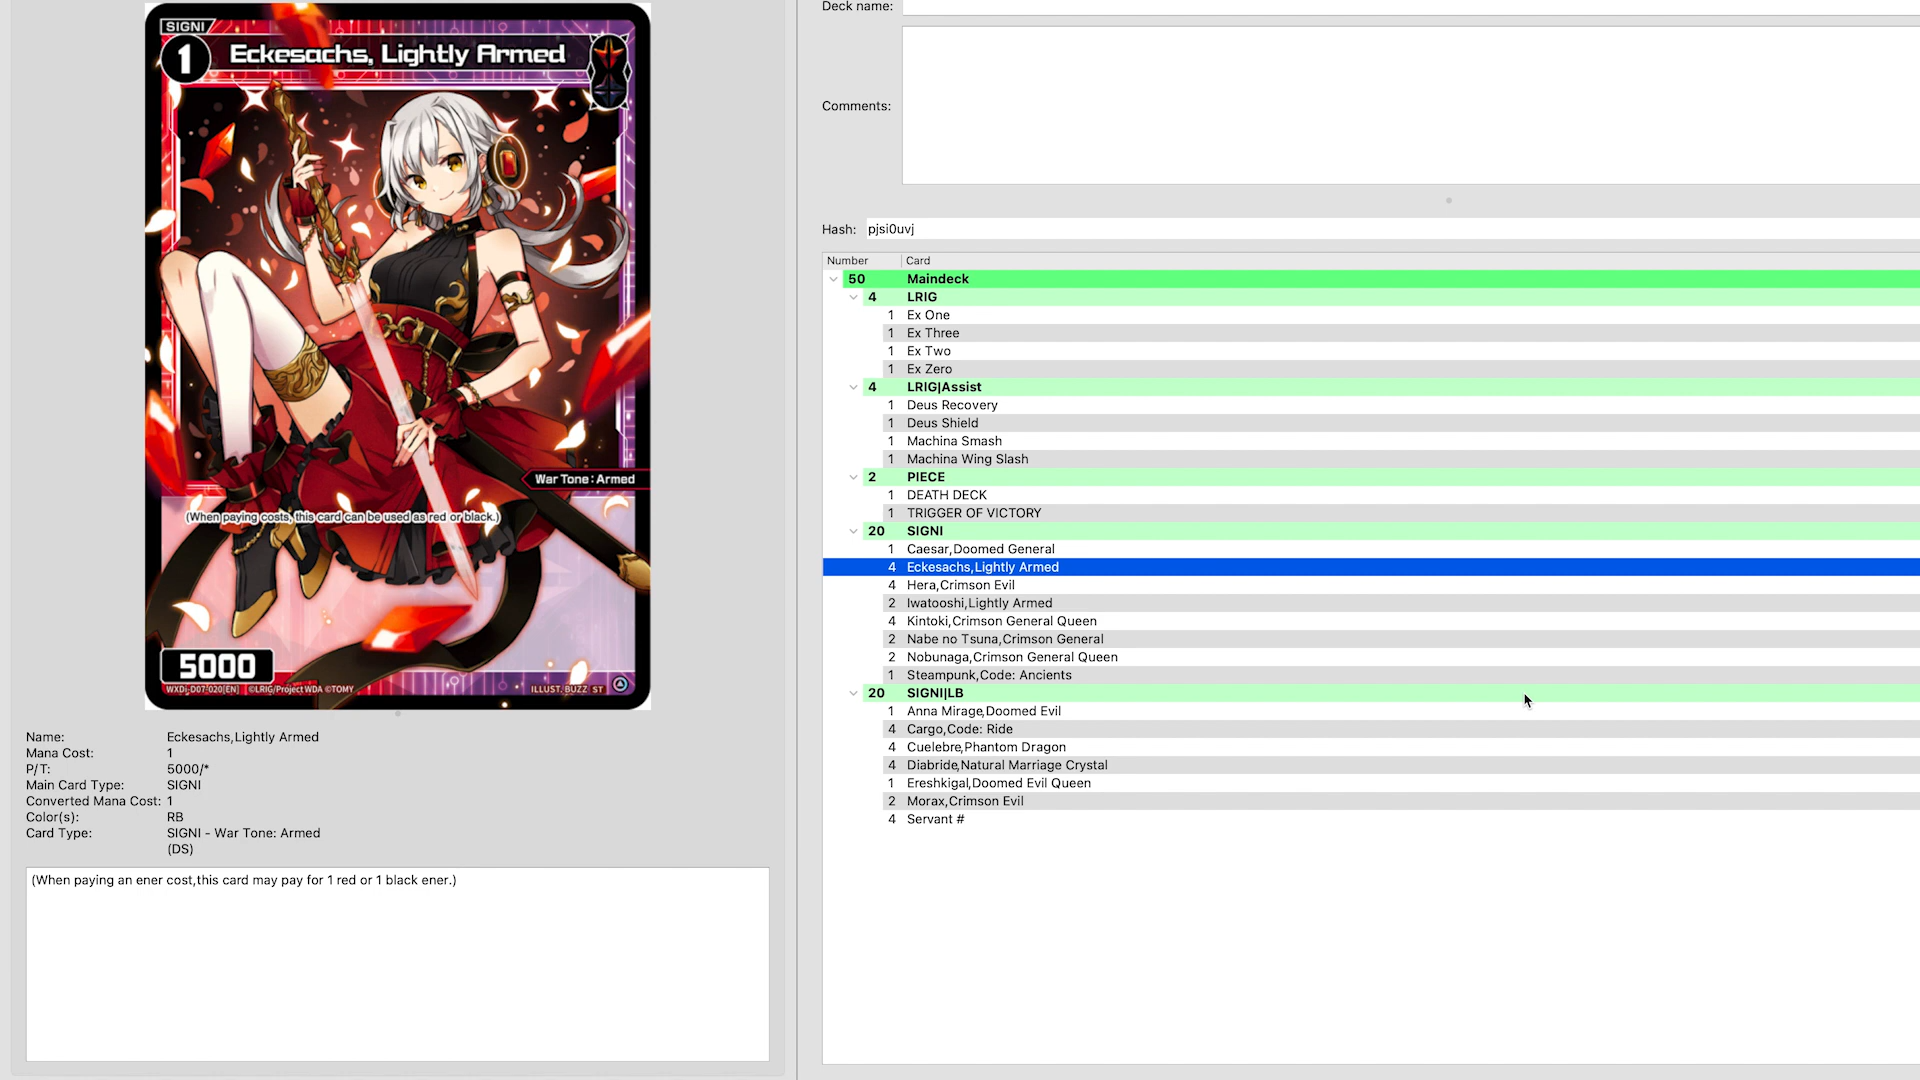 SIGNI
1 Eckesachs, Lightly Armed
War Tone: Armed
(When paying costs, this card can be used as red or black.)
5000
WXDi-D07-020[EN] ©LRIG/Project WDA ©TOMY ILLUST. BUZZ ST
Name: Eckesachs,Lightly Armed
Mana Cost: 1
P/T: 5000/*
Main Card Type: SIGNI
Converted Mana Cost: 1
Color(s): RB
Card Type: SIGNI - War Tone: Armed
(DS)
(When paying an ener cost,this card may pay for 1 red or 1 black ener.)
Deck name:
Comments:
Hash: pjsi0uvj
Number Card
50 Maindeck
4 LRIG
1 Ex One
1 Ex Three
1 Ex Two
1 Ex Zero
4 LRIG|Assist
1 Deus Recovery
1 Deus Shield
1 Machina Smash
1 Machina Wing Slash
2 PIECE
1 DEATH DECK
1 TRIGGER OF VICTORY
20 SIGNI
1 Caesar,Doomed General
4 Eckesachs,Lightly Armed
4 Hera,Crimson Evil
2 Iwatooshi,Lightly Armed
4 Kintoki,Crimson General Queen
2 Nabe no Tsuna,Crimson General
2 Nobunaga,Crimson General Queen
1 Steampunk,Code: Ancients
20 SIGNI|LB
1 Anna Mirage,Doomed Evil
4 Cargo,Code: Ride
4 Cuelebre,Phantom Dragon
4 Diabride,Natural Marriage Crystal
1 Ereshkigal,Doomed Evil Queen
2 Morax,Crimson Evil
4 Servant #